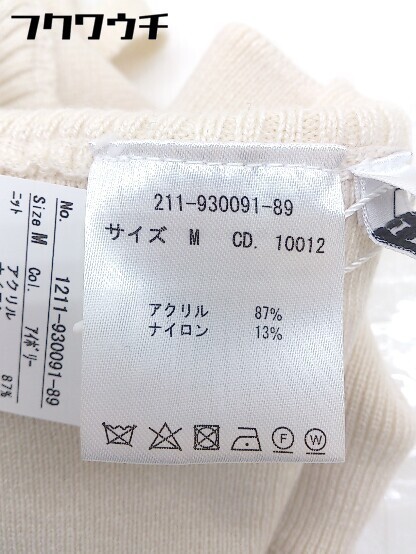 フクワウチ
211-930091-89
サイズ M CD. 10012
アクリル 87%
ナイロン 13%
F W
No. 1211-930091-89
Size M Col. アイボリー
ニット アクリル 87%